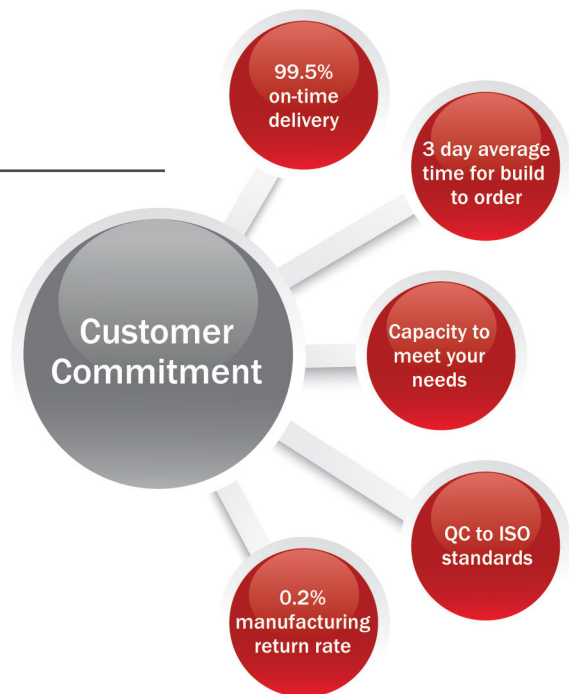 99.5%
on-time
delivery
3 day average
time for build
to order
Customer
Commitment
Capacity to
meet your
needs
QC to ISO
standards
0.2%
manufacturing
return rate